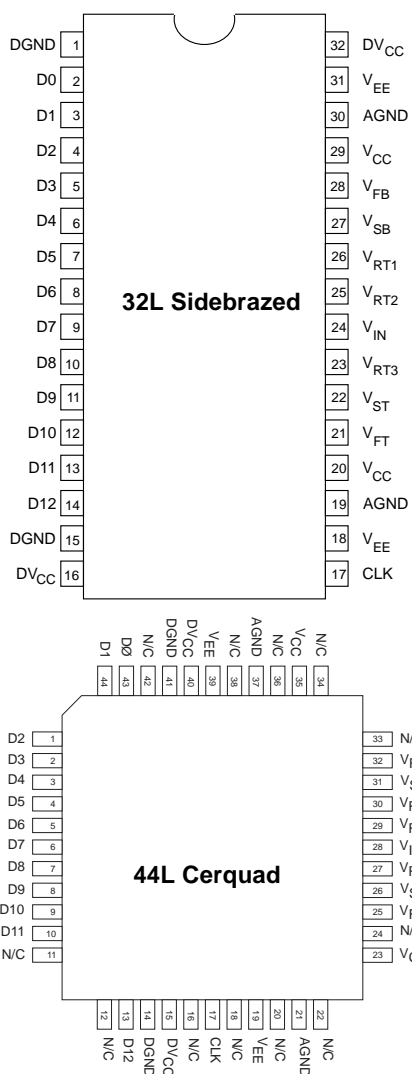 DGND 1 32 DVCC
D0 2 31 VEE
D1 3 30 AGND
D2 4 29 VCC
D3 5 28 VFB
D4 6 27 VSB
D5 7 26 VRT1
D6 8 25 VRT2
32L Sidebrazed
D7 9 24 VIN
D8 10 23 VRT3
D9 11 22 VST
D10 12 21 VFT
D11 13 20 VCC
D12 14 19 AGND
DGND 15 18 VEE
DVCC 16 17 CLK
D1 DØ N/C DGND DVCC VEE N/C AGND N/C VCC N/C
44 43 42 41 40 39 38 37 36 35 34
D2 1 33
D3 2 32
D4 3 31
D5 4 30
D6 5 29
D7 6 28
D8 7 27
44L Cerquad
D9 8 26
D10 9 25
D11 10 24
N/C 11 23
12 13 14 15 16 17 18 19 20 21 22
N/C D12 DGND DVCC N/C CLK N/C VEE N/C AGND N/C